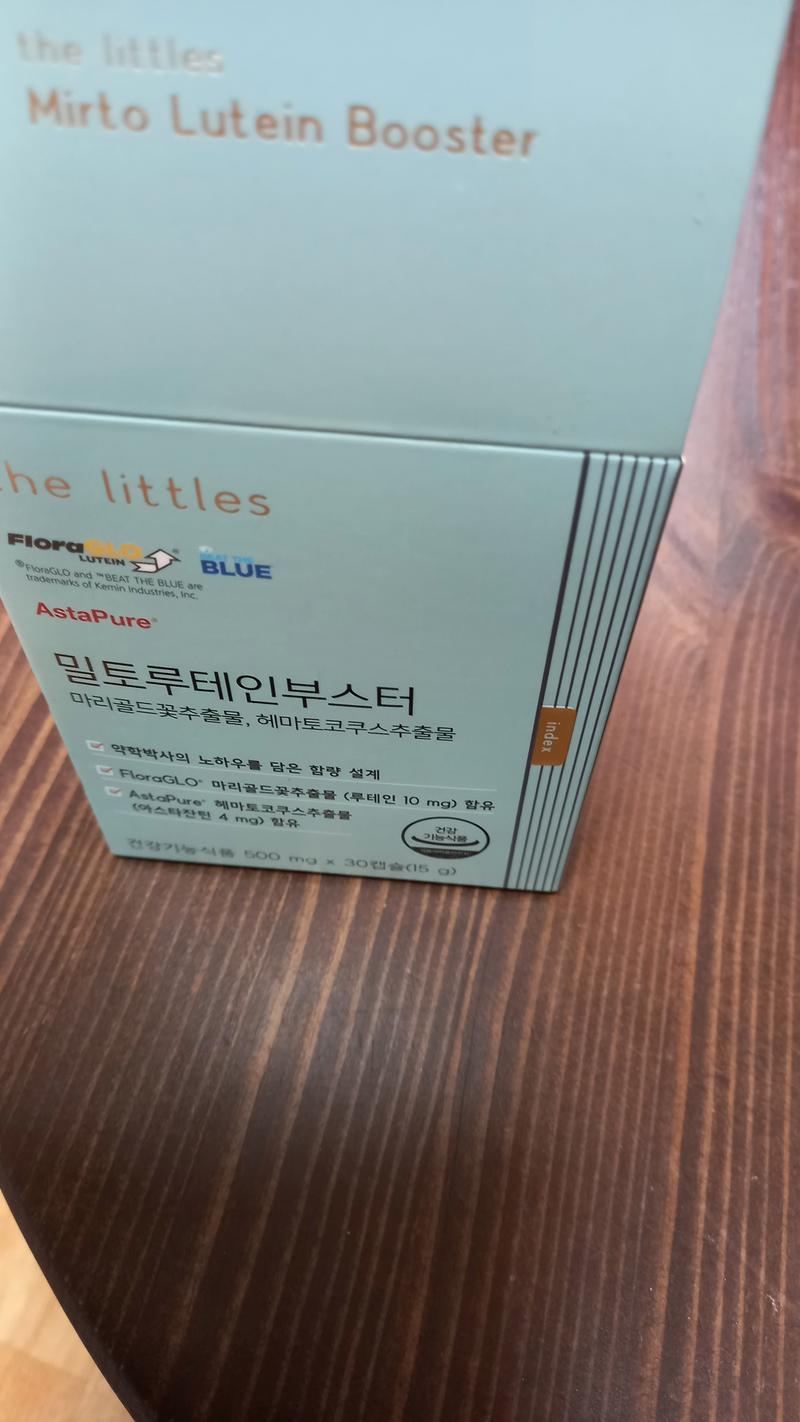 the littles
Mirto Lutein Booster
the littles
FloraGLO®
LUTEIN
BEAT THE
BLUE
®FloraGLO and ™BEAT THE BLUE are
trademarks of Kemin Industries, Inc.
AstaPure®
밀토루테인부스터
마리골드꽃추출물, 헤마토코쿠스추출물
약학박사의 노하우를 담은 함량 설계
FloraGLO® 마리골드꽃추출물 (루테인 10 mg) 함유
AstaPure® 헤마토코쿠스추출물
(아스타잔틴 4 mg) 함유
건강
기능식품
건강기능식품 500 mg x 30캡슐(15 g)
index